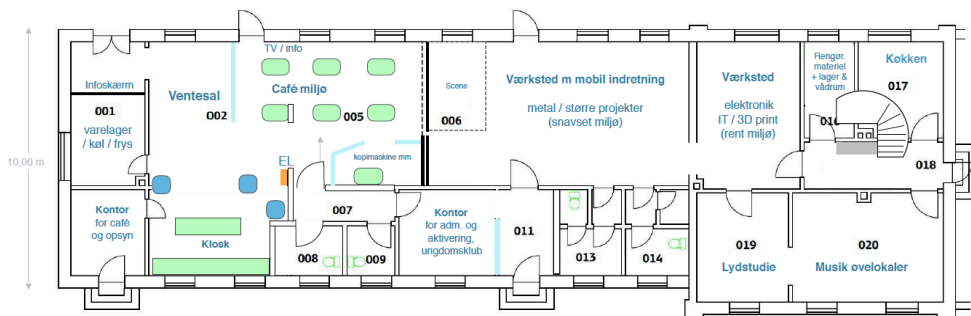 TV / info
Infoskærm
001
varelager
/ køl / frys
Ventesal
002
Café miljø
005
kopimaskine mm
EL
Scene
006
Værksted m mobil indretning
metal / større projekter
(snavset miljø)
Værksted
elektronik
IT / 3D print
(rent miljø)
Rengør.
materiel
+ lager &
vådrum
Køkken
017
018
10,00 m
Kontor
for café
og opsyn
Klosk
007
008
009
Kontor
for adm. og
aktivering,
ungdomsklub
011
013
014
019
Lydstudie
020
Musik øvelokaler